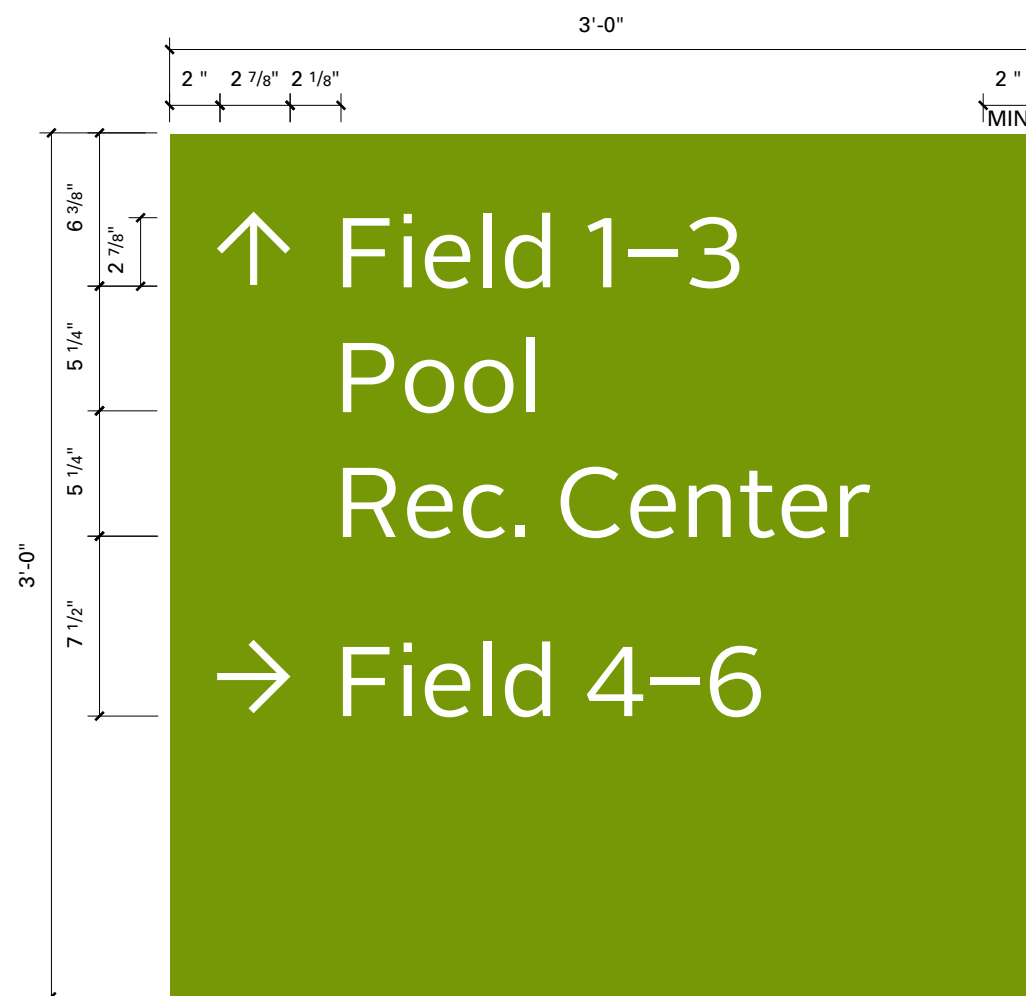 3'-0"
2 " 2 7/8" 2 1/8" 2 "
MIN
6 3/8"
2 7/8"
5 1/4"
5 1/4"
7 1/2"
3'-0"
↑ Field 1–3
Pool
Rec. Center
→ Field 4–6